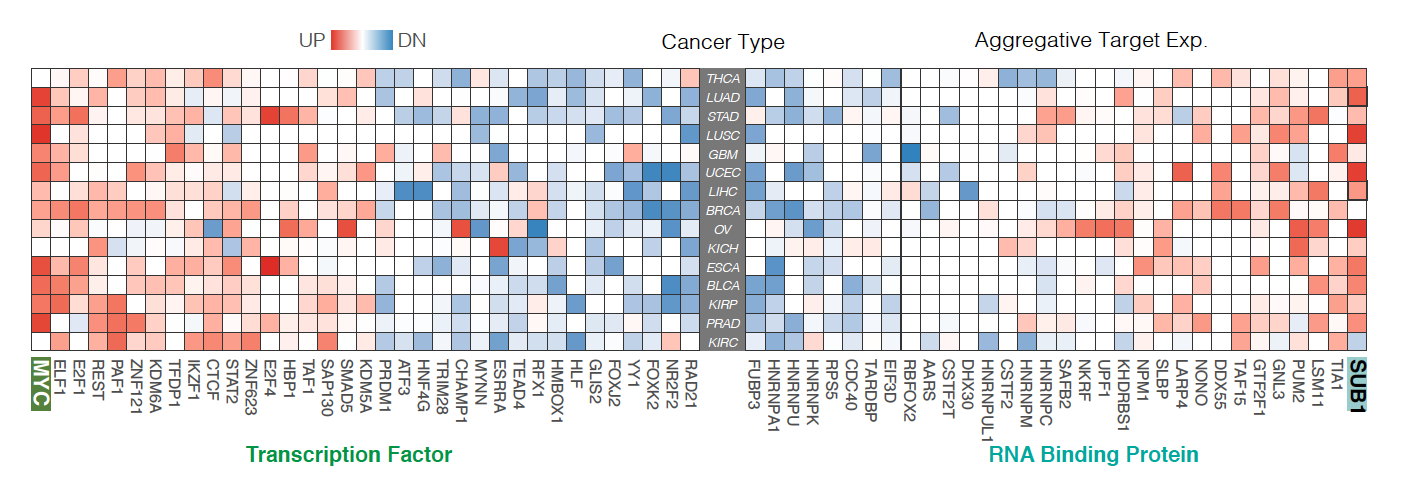 UP DN
Cancer Type
Aggregative Target Exp.
THCA
LUAD
STAD
LUSC
GBM
UCEC
LIHC
BRCA
OV
KICH
ESCA
BLCA
KIRP
PRAD
KIRC
MYC
ELF1
E2F1
REST
PAF1
ZNF121
KDM6A
TFDP1
IKZF1
CTCF
STAT2
ZNF623
E2F4
HBP1
TAF1
SAP130
SMAD5
KDM5A
PRDM1
ATF3
HNF4G
TRIM28
CHAMP1
MYNN
ESRRA
TEAD4
RFX1
HMBOX1
HLF
GLIS2
FOXJ2
YY1
FOXK2
NR2F2
RAD21
FUBP3
HNRNPA1
HNRNPU
HNRNPK
RPS5
CDC40
TARDBP
EIF3D
RBFOX2
AARS
CSTF2T
DHX30
HNRNPUL1
CSTF2
HNRNPM
HNRNPC
SAFB2
NKRF
UPF1
KHDRBS1
NPM1
SLBP
LARP4
NONO
DDX55
TAF15
GTF2F1
GNL3
PUM2
LSM11
TIA1
SUB1
Transcription Factor
RNA Binding Protein